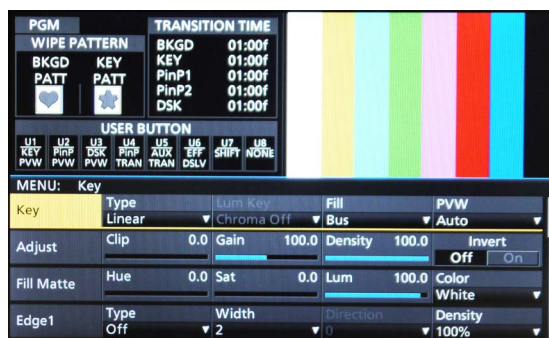 PGM
WIPE PATTERN
BKGD KEY
PATT PATT
TRANSITION TIME
BKGD 01:00f
KEY 01:00f
PinP1 01:00f
PinP2 01:00f
DSK 01:00f
USER BUTTON
U1 U2 U3 U4 U5 U6 U7 U8
KEY PinP DSK PinP AUX EFF SHIFT NONE
PVW PVW PVW TRAN TRAN DSLV
MENU: Key
Key
Type Lum Key Fill PVW
Linear Chroma Off Bus Auto
Adjust
Clip 0.0 Gain 100.0 Density 100.0 Invert
Off On
Fill Matte
Hue 0.0 Sat 0.0 Lum 100.0 Color
White
Edge1
Type Width Direction Density
Off 2 0 100%